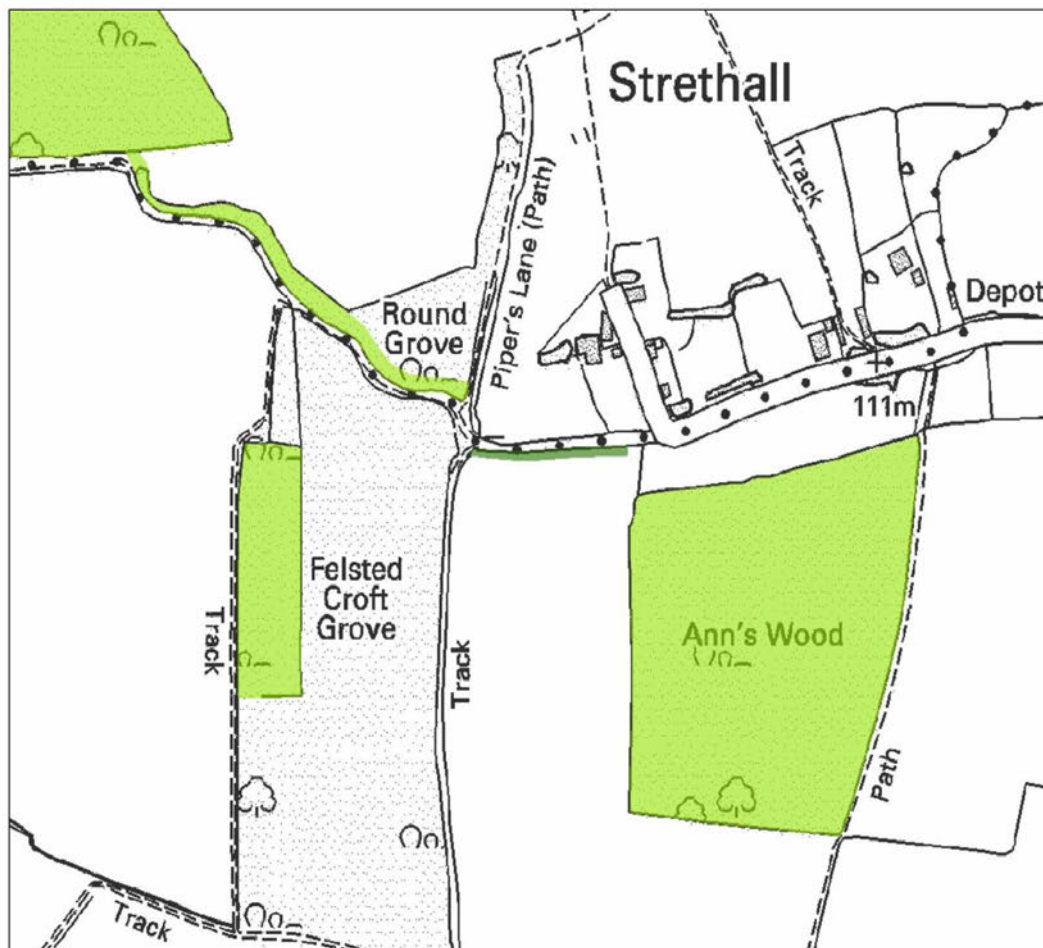 Strethall
Track
Piper's Lane (Path)
Depot
Round
Grove
111m
Felsted
Croft
Grove
Ann's Wood
Track
Track
Path
Track